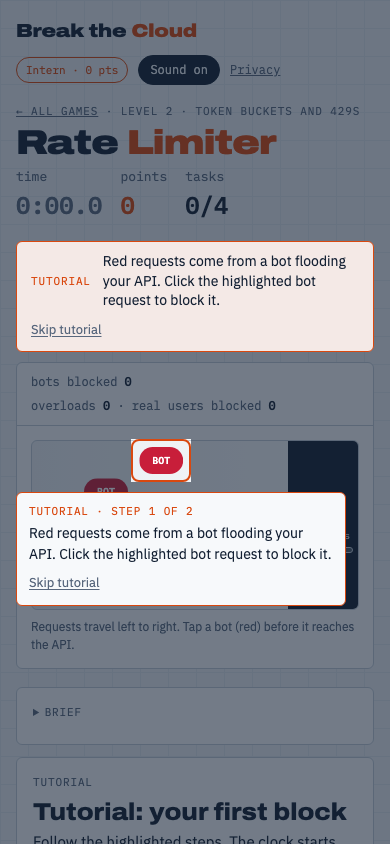 Break the Cloud
Intern · 0 pts
Sound on
Privacy
← ALL GAMES · LEVEL 2 · TOKEN BUCKETS AND 429S
Rate Limiter
time points tasks
0:00.0 0 0/4
TUTORIAL
Red requests come from a bot flooding
your API. Click the highlighted bot
request to block it.
Skip tutorial
bots blocked 0
overloads 0 · real users blocked 0
BOT
BOT
TUTORIAL · STEP 1 OF 2
Red requests come from a bot flooding your
API. Click the highlighted bot request to block it.
Skip tutorial
Requests travel left to right. Tap a bot (red) before it reaches
the API.
▶ BRIEF
TUTORIAL
Tutorial: your first block
Follow the highlighted steps. The clock starts